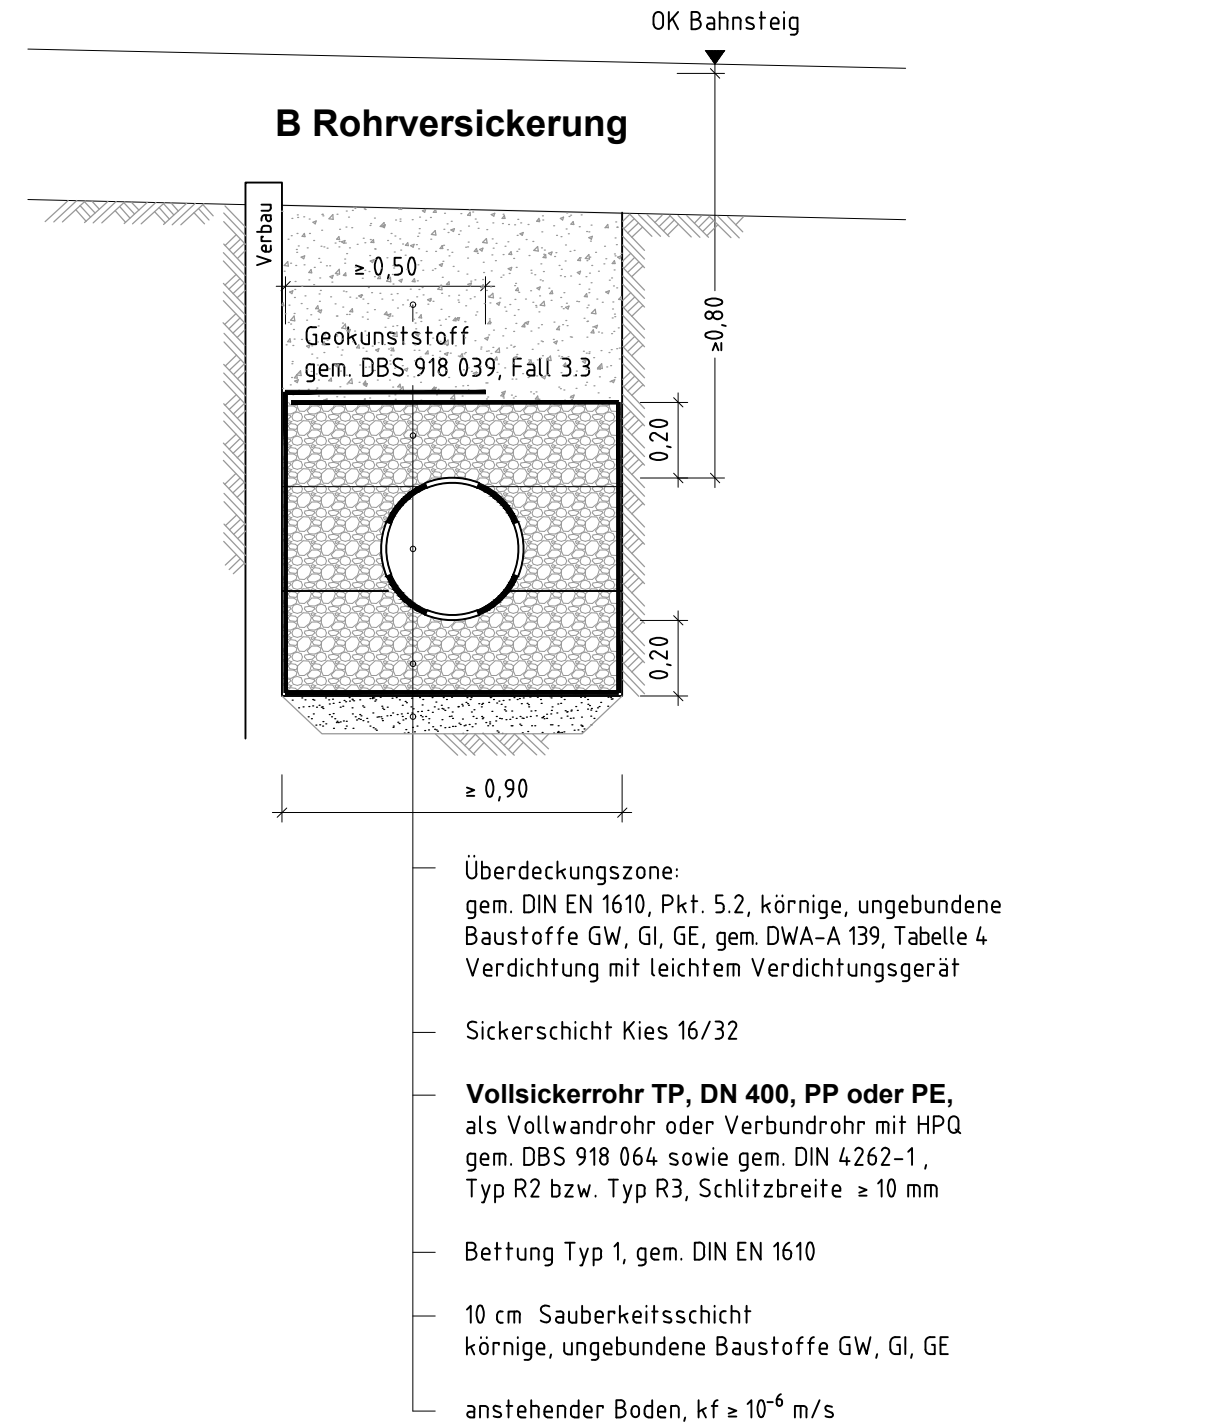 OK Bahnsteig
B Rohrversickerung
Verbau
≥ 0,50
Geokunststoff
gem. DBS 918 039, Fall 3.3
≥0,80
0,20
0,20
≥ 0,90
Überdeckungszone:
gem. DIN EN 1610, Pkt. 5.2, körnige, ungebundene
Baustoffe GW, GI, GE, gem. DWA-A 139, Tabelle 4
Verdichtung mit leichtem Verdichtungsgerät
Sickerschicht Kies 16/32
Vollsickerrohr TP, DN 400, PP oder PE,
als Vollwandrohr oder Verbundrohr mit HPQ
gem. DBS 918 064 sowie gem. DIN 4262-1 ,
Typ R2 bzw. Typ R3, Schlitzbreite ≥ 10 mm
Bettung Typ 1, gem. DIN EN 1610
10 cm Sauberkeitsschicht
körnige, ungebundene Baustoffe GW, GI, GE
anstehender Boden, kf ≥ 10⁻⁶ m/s